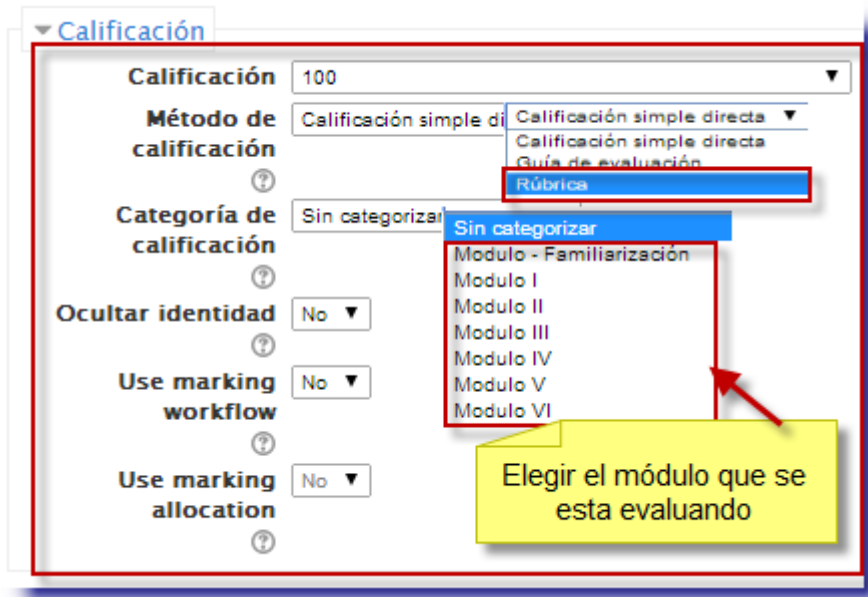 Calificación
Calificación 100
Método de calificación Calificación simple di
Calificación simple directa
Calificación simple directa
Guía de evaluación
Rúbrica
Categoría de calificación Sin categorizar
Sin categorizar
Modulo - Familiarización
Modulo I
Modulo II
Modulo III
Modulo IV
Modulo V
Modulo VI
Ocultar identidad No
Use marking workflow No
Use marking allocation No
Elegir el módulo que se
esta evaluando